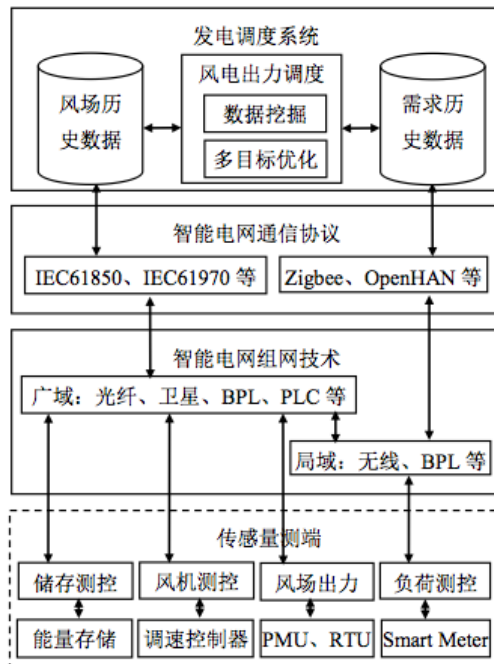 发电调度系统
风场历
史数据
风电出力调度
数据挖掘
多目标优化
需求历
史数据
智能电网通信协议
IEC61850、IEC61970 等
Zigbee、OpenHAN 等
智能电网组网技术
广域：光纤、卫星、BPL、PLC 等
局域：无线、BPL 等
传感量测端
储存测控
风机测控
风场出力
负荷测控
能量存储
调速控制器
PMU、RTU
Smart Meter